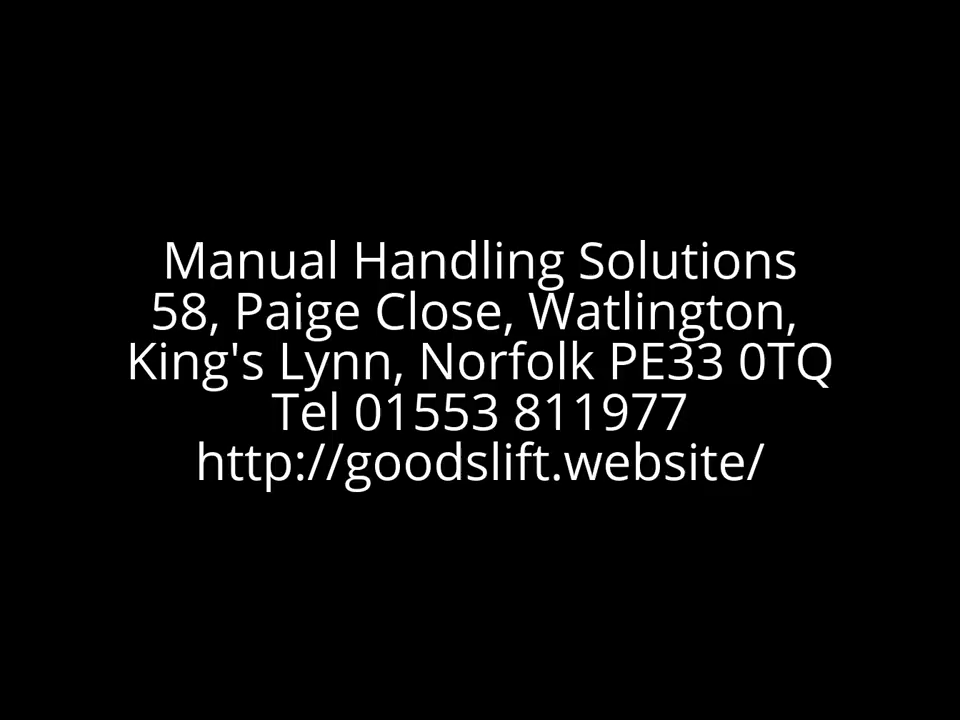 Manual Handling Solutions
58, Paige Close, Watlington,
King's Lynn, Norfolk PE33 0TQ
Tel 01553 811977
http://goodslift.website/